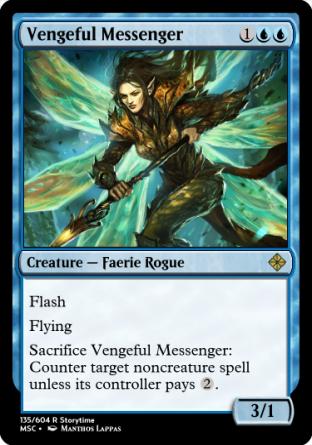 Vengeful Messenger 1
Creature — Faerie Rogue
Flash
Flying
Sacrifice Vengeful Messenger:
Counter target noncreature spell
unless its controller pays 2.
3/1
135/604 R Storytime
MSC • Manthos Lappas